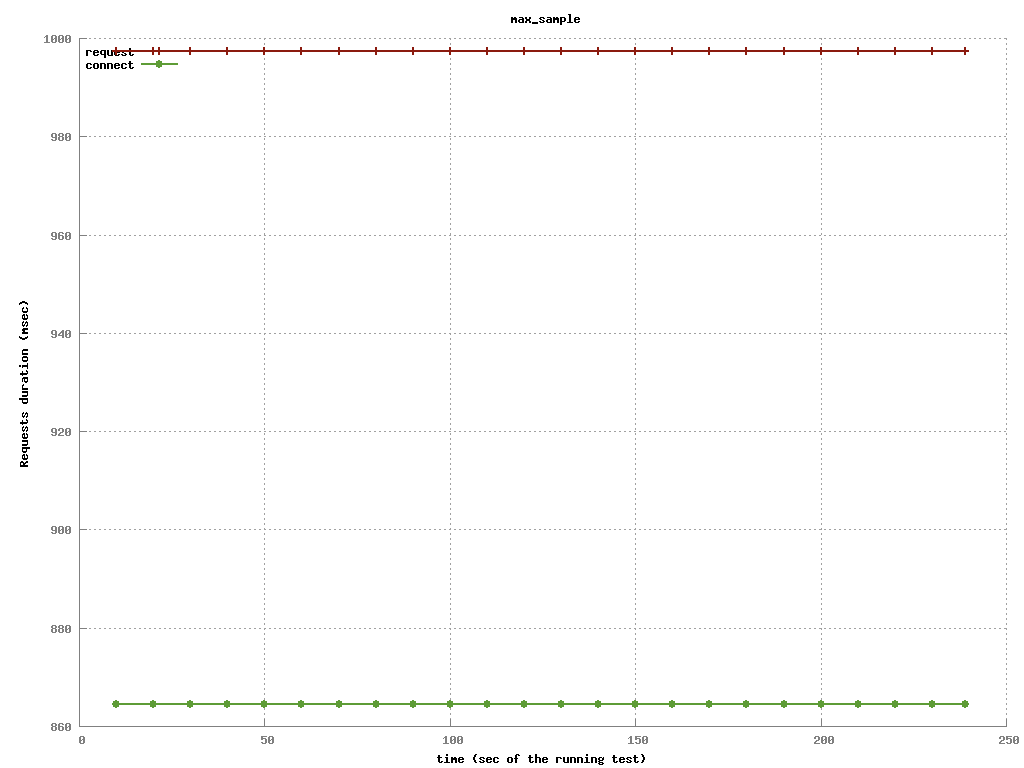 max_sample
1000
request
connect
980
960
940
920
900
880
860
0 50 100 150 200 250
Requests duration (msec)
time (sec of the running test)